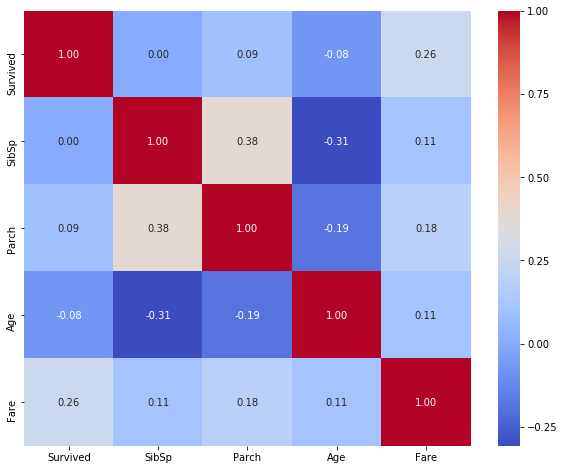 Survived 1.00 0.00 0.09 -0.08 0.26
SibSp 0.00 1.00 0.38 -0.31 0.11
Parch 0.09 0.38 1.00 -0.19 0.18
Age -0.08 -0.31 -0.19 1.00 0.11
Fare 0.26 0.11 0.18 0.11 1.00
Survived SibSp Parch Age Fare
1.00
0.75
0.50
0.25
0.00
-0.25